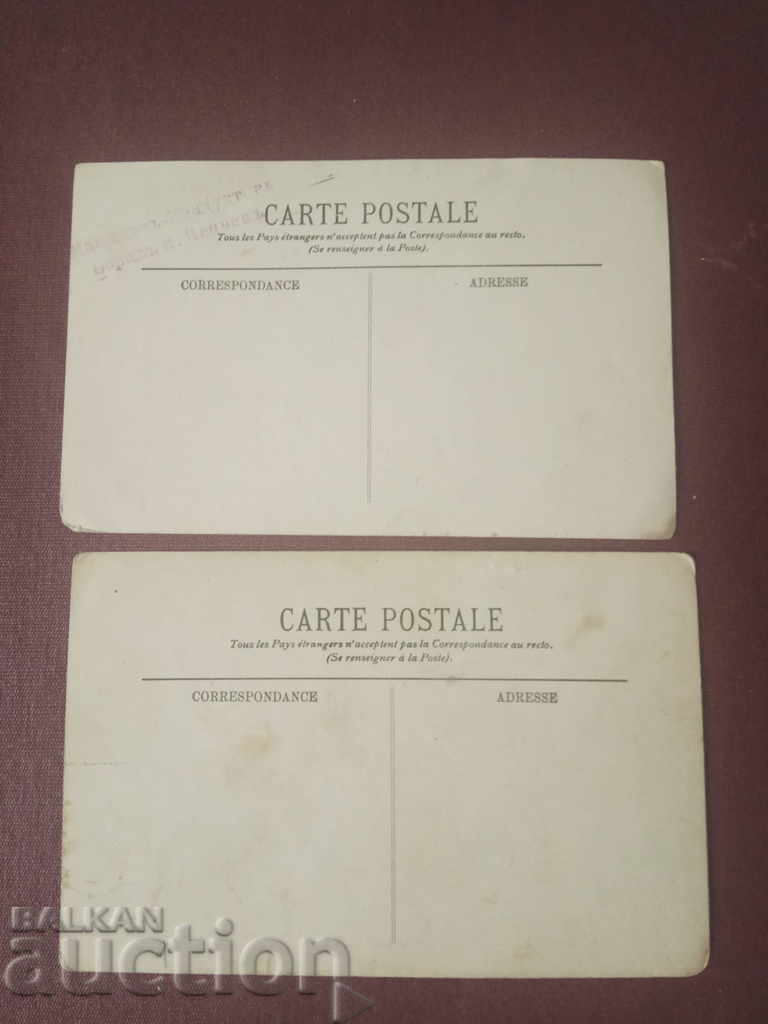 CARTE POSTALE
Tous les Pays étrangers n'acceptent pas la Correspondance au recto.
(Se renseigner à la Poste).
CORRESPONDANCE ADRESSE
CARTE POSTALE
Tous les Pays étrangers n'acceptent pas la Correspondance au recto.
(Se renseigner à la Poste).
CORRESPONDANCE ADRESSE
BALKAN
auction